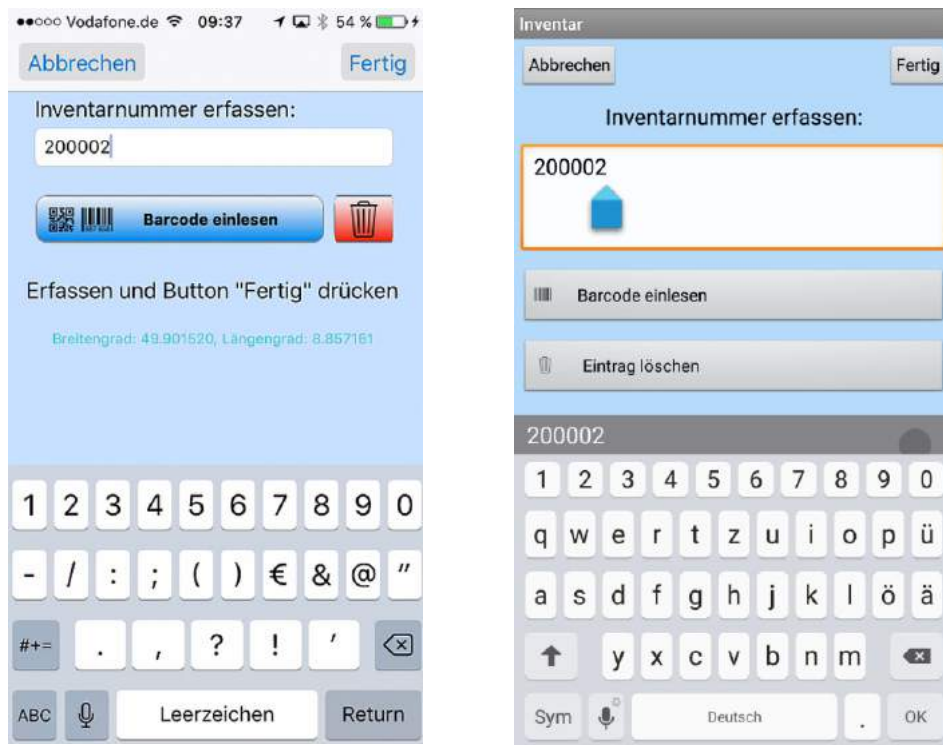 Vodafone.de 09:37 54 %
Abbrechen Fertig
Inventarnummer erfassen:
200002
Barcode einlesen
Erfassen und Button "Fertig" drücken
Breitengrad: 49.901520, Längengrad: 8.857161
1 2 3 4 5 6 7 8 9 0
- / : ; ( ) € & @ "
#+= . , ? ! '
ABC Leerzeichen Return
Inventar
Abbrechen Fertig
Inventarnummer erfassen:
200002
Barcode einlesen
Eintrag löschen
200002
1 2 3 4 5 6 7 8 9 0
q w e r t z u i o p ü
a s d f g h j k l ö ä
y x c v b n m
Sym Deutsch . OK